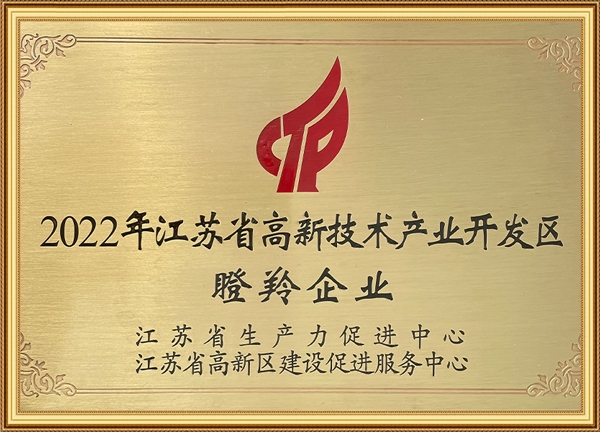 2022年江苏省高新技术产业开发区
瞪羚企业
江苏省生产力促进中心
江苏省高新区建设促进服务中心